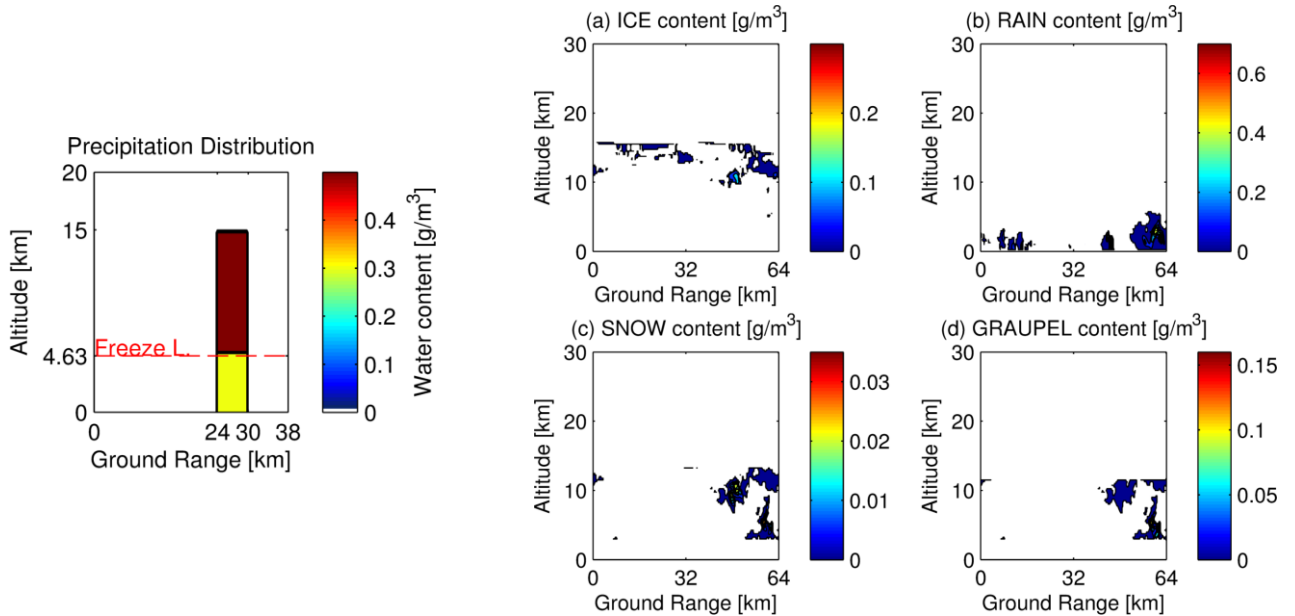 Precipitation Distribution
20
15
4.63
0
Altitude [km]
Freeze L.
0 24 30 38
Ground Range [km]
0.4
0.3
0.2
0.1
0
Water content [g/m³]
(a) ICE content [g/m³]
30
20
10
0
Altitude [km]
0 32 64
Ground Range [km]
0.2
0.1
0
(b) RAIN content [g/m³]
30
20
10
0
Altitude [km]
0 32 64
Ground Range [km]
0.6
0.4
0.2
0
(c) SNOW content [g/m³]
30
20
10
0
Altitude [km]
0 32 64
Ground Range [km]
0.03
0.02
0.01
0
(d) GRAUPEL content [g/m³]
30
20
10
0
Altitude [km]
0 32 64
Ground Range [km]
0.15
0.1
0.05
0